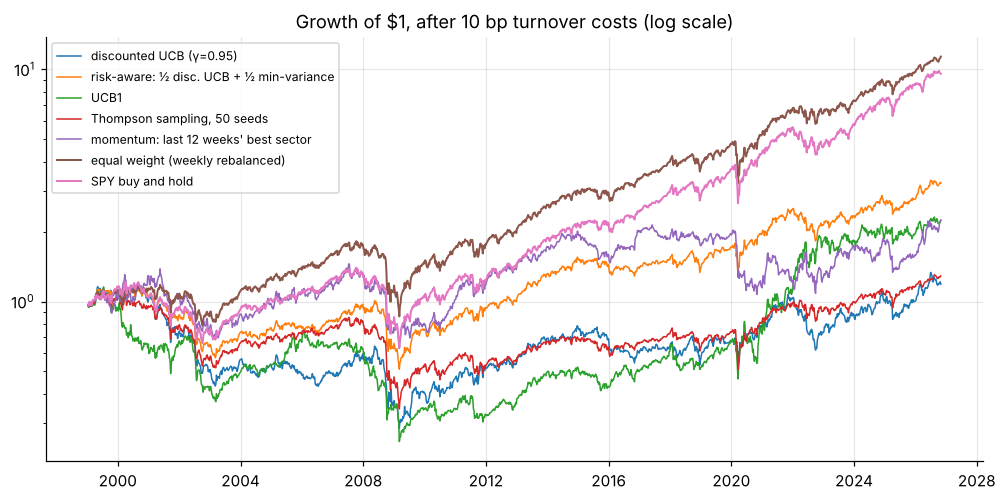 Growth of $1, after 10 bp turnover costs (log scale)
discounted UCB (γ=0.95)
risk-aware: ½ disc. UCB + ½ min-variance
UCB1
Thompson sampling, 50 seeds
momentum: last 12 weeks' best sector
equal weight (weekly rebalanced)
SPY buy and hold
10¹
10⁰
2000 2004 2008 2012 2016 2020 2024 2028